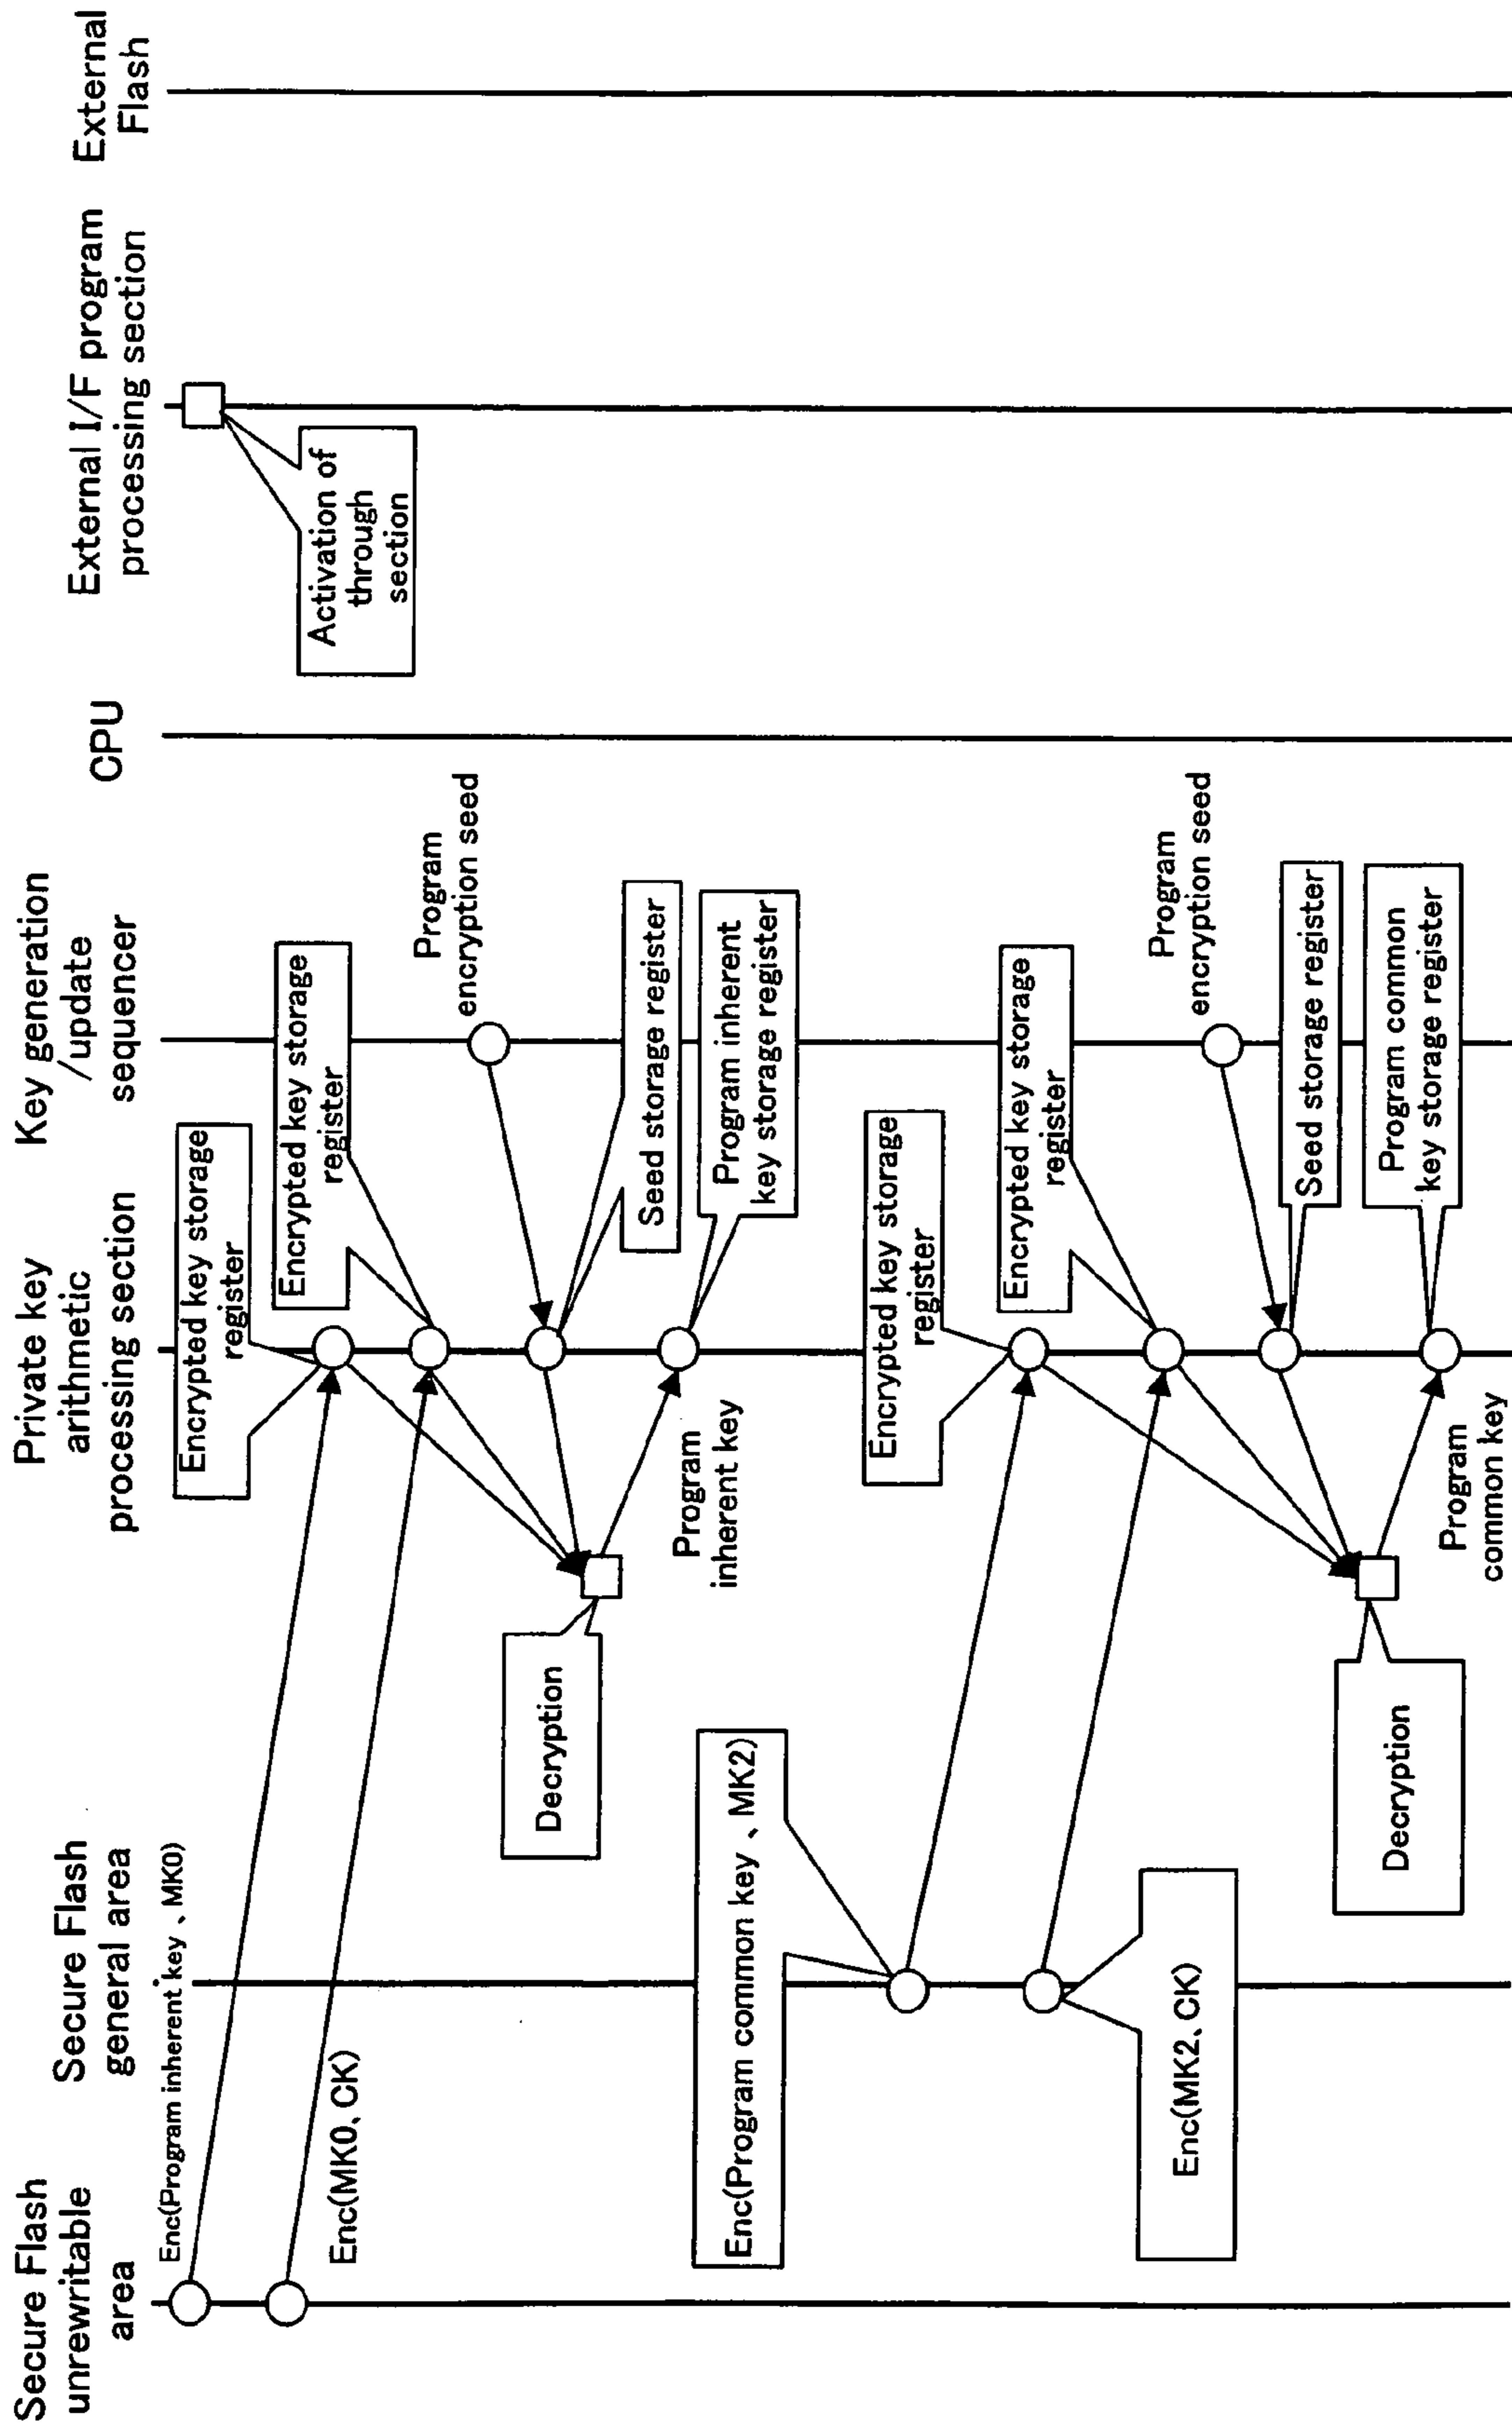 Secure Flash
unrewritable
area
Secure Flash
general area
Private key
arithmetic
processing section
Key generation
/update
sequencer
CPU
External I/F program
processing section
External
Flash
Enc(Program inherent key 、MK0)
Enc(MK0、CK)
Encrypted key storage
register
Encrypted key storage
register
Activation of
through
section
Program
encryption seed
Seed storage register
Program inherent
key storage register
Decryption
Program
inherent key
Enc(Program common key 、MK2)
Encrypted key storage
register
Encrypted key storage
register
Enc(MK2、CK)
Program
encryption seed
Seed storage register
Program common
key storage register
Decryption
Program
common key